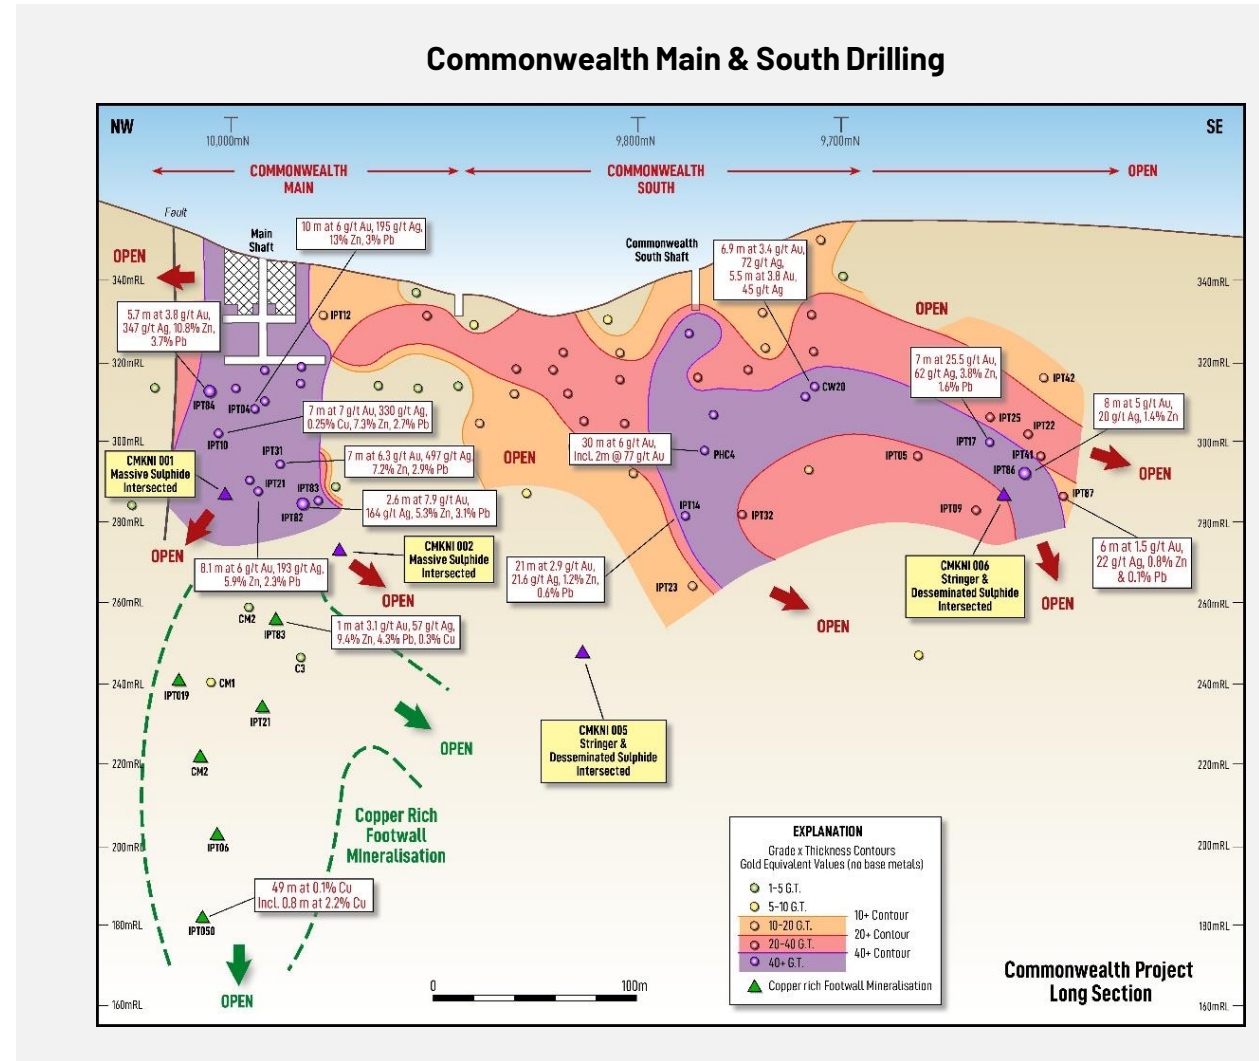 Commonwealth Main & South Drilling
NW
10,000mN
9,800mN
9,700mN
SE
COMMONWEALTH
MAIN
COMMONWEALTH
SOUTH
OPEN
Fault
Main
Shaft
10 m at 6 g/t Au, 195 g/t Ag,
13% Zn, 3% Pb
Commonwealth
South Shaft
6.9 m at 3.4 g/t Au,
72 g/t Ag,
5.5 m at 3.8 Au,
45 g/t Ag
OPEN
340mRL
340mRL
5.7 m at 3.8 g/t Au,
347 g/t Ag, 10.8% Zn,
3.7% Pb
IPT12
OPEN
320mRL
320mRL
7 m at 25.5 g/t Au,
62 g/t Ag, 3.8% Zn,
1.6% Pb
IPT42
IPT84
IPT04
CW20
8 m at 5 g/t Au,
20 g/t Ag, 1.4% Zn
7 m at 7 g/t Au, 330 g/t Ag,
0.25% Cu, 7.3% Zn, 2.7% Pb
IPT25
IPT22
300mRL
IPT10
30 m at 6 g/t Au,
Incl. 2m @ 77 g/t Au
IPT17
300mRL
IPT31
7 m at 6.3 g/t Au, 497 g/t Ag,
7.2% Zn, 2.9% Pb
OPEN
PHC4
IPT05
IPT41
IPT86
OPEN
CMKNI 001
Massive Sulphide
Intersected
IPT21
IPT83
IPT82
2.6 m at 7.9 g/t Au,
164 g/t Ag, 5.3% Zn, 3.1% Pb
IPT14
IPT32
IPT09
IPT87
280mRL
280mRL
OPEN
8.1 m at 6 g/t Au, 193 g/t Ag,
5.9% Zn, 2.3% Pb
CMKNI 002
Massive Sulphide
Intersected
21 m at 2.9 g/t Au,
21.6 g/t Ag, 1.2% Zn,
0.6% Pb
CMKNI 006
Stringer &
Desseminated Sulphide
Intersected
6 m at 1.5 g/t Au,
22 g/t Ag, 0.8% Zn
& 0.1% Pb
IPT23
OPEN
OPEN
260mRL
260mRL
CM2
IPT83
1 m at 3.1 g/t Au, 57 g/t Ag,
9.4% Zn, 4.3% Pb, 0.3% Cu
OPEN
C3
240mRL
IPT019
CM1
240mRL
IPT21
OPEN
CMKNI 005
Stringer &
Desseminated Sulphide
Intersected
220mRL
CM2
220mRL
Copper Rich
Footwall
MIneralisation
200mRL
IPT06
200mRL
49 m at 0.1% Cu
Incl. 0.8 m at 2.2% Cu
180mRL
IPT050
180mRL
OPEN
160mRL
160mRL
0
100m
EXPLANATION
Grade x Thickness Contours
Gold Equivalent Values (no base metals)
1-5 G.T.
5-10 G.T.
10-20 G.T.
20-40 G.T.
40+ G.T.
10+ Contour
20+ Contour
40+ Contour
Copper rich Footwall Mineralisation
Commonwealth Project
Long Section